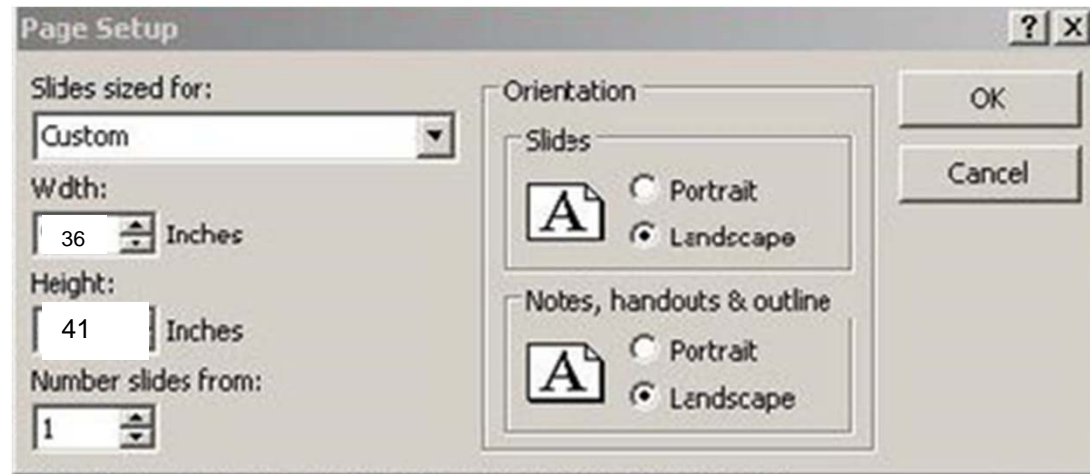 Page Setup
? X
Slides sized for:
Custom
Width:
36 Inches
Height:
41 Inches
Number slides from:
1
Orientation
Slides
A
Portrait
Landscape
Notes, handouts & outline
A
Portrait
Landscape
OK
Cancel